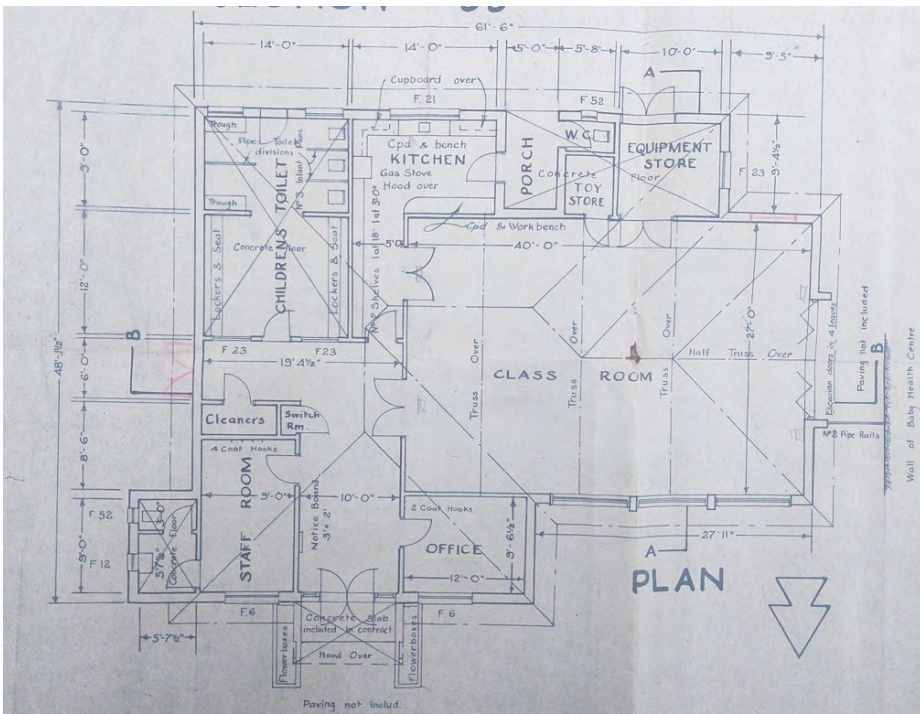 61'-6"
14'-0"
14'-0"
5'-0"
5'-8"
10'-0"
9'-5"
A
Cupboard over
F. 21
F 52
Trough
Pipe Toilet
divisions
No 3. Infant Pans
Cpd & bench
KITCHEN
Gas Stove
Hood over
W.C.
PORCH
Concrete
Floor
TOY
STORE
EQUIPMENT
STORE
F 23
9'-4½"
9'-0"
Trough
CHILDRENS TOILET
Concrete Floor
Lockers & Seat
Lockers & Seat
Cpd & Workbench
5'0"
40'-0"
12'-0"
27'-0"
48'-1½"
B
6'-0"
F 23
F23
19'4½"
Truss Over
Truss Over
Truss Over
Half Truss Over
CLASS ROOM
Paving not included
B
Wall of Baby Health Centre
No2 Pipe Rails
Cleaners
Switch
Rm.
8'-6"
4 Coat Hooks
STAFF ROOM
9'-0"
10'-0"
Notice Board
3' x 2'
2 Coat Hooks
OFFICE
9'-6½"
12'-0"
F. 52
F 12
9'-0"
3'-0"
5'-7½"
Concrete Floor
27'11"
A
PLAN
5'-7½"
F.6
F.6
Concrete Slab
included in contract
Hood Over
Flowerboxes
Flowerboxes
Paving not includ.